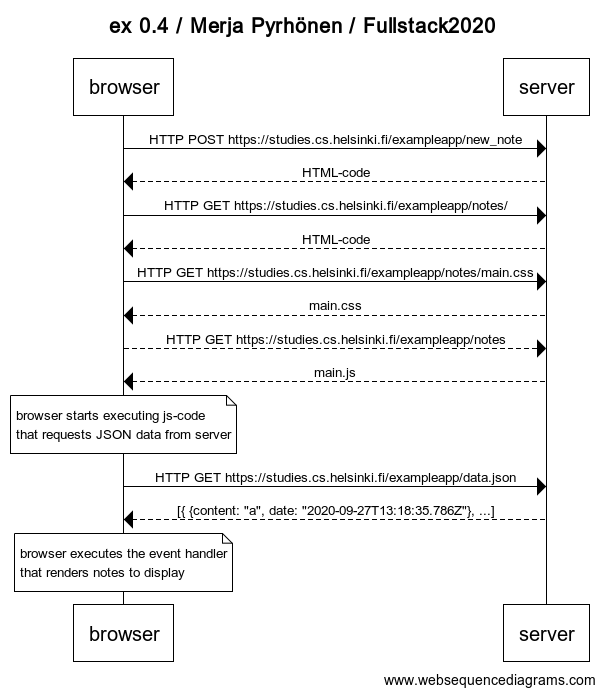 ex 0.4 / Merja Pyrhönen / Fullstack2020
browser server
HTTP POST https://studies.cs.helsinki.fi/exampleapp/new_note
HTML-code
HTTP GET https://studies.cs.helsinki.fi/exampleapp/notes/
HTML-code
HTTP GET https://studies.cs.helsinki.fi/exampleapp/notes/main.css
main.css
HTTP GET https://studies.cs.helsinki.fi/exampleapp/notes
main.js
browser starts executing js-code
that requests JSON data from server
HTTP GET https://studies.cs.helsinki.fi/exampleapp/data.json
[{ {content: "a", date: "2020-09-27T13:18:35.786Z"}, ...]
browser executes the event handler
that renders notes to display
browser server
www.websequencediagrams.com